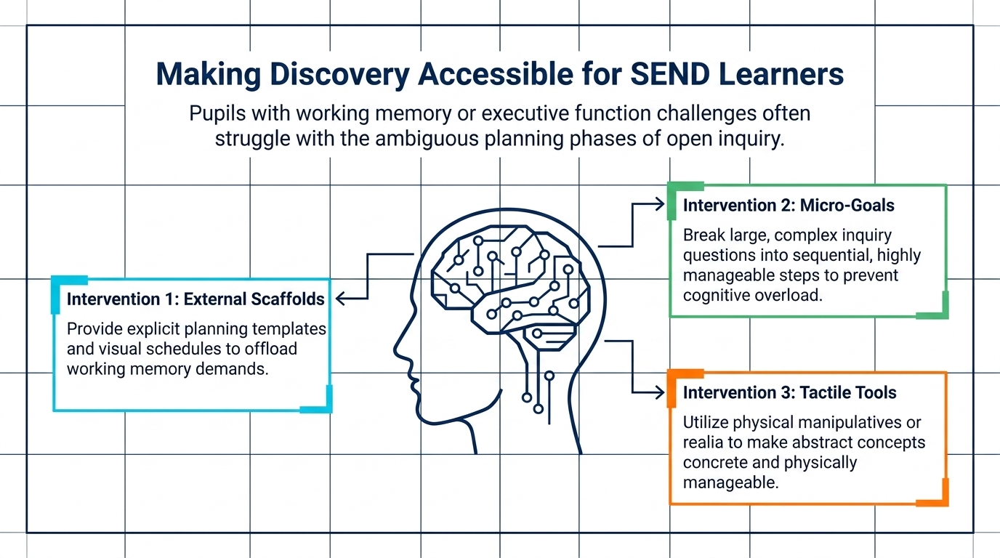 Making Discovery Accessible for SEND Learners
Pupils with working memory or executive function challenges often
struggle with the ambiguous planning phases of open inquiry.
Intervention 1: External Scaffolds
Provide explicit planning templates
and visual schedules to offload
working memory demands.
Intervention 2: Micro-Goals
Break large, complex inquiry
questions into sequential, highly
manageable steps to prevent
cognitive overload.
Intervention 3: Tactile Tools
Utilize physical manipulatives or
realia to make abstract concepts
concrete and physically
manageable.